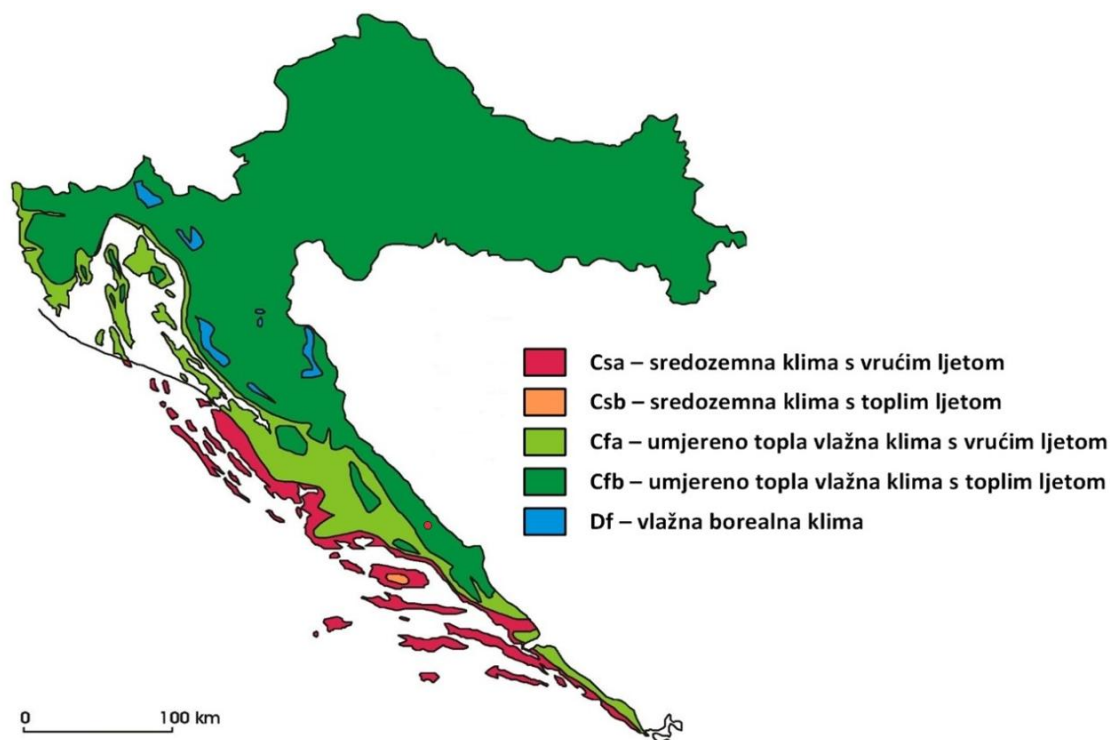 Csa – sredozemna klima s vrućim ljetom
Csb – sredozemna klima s toplim ljetom
Cfa – umjereno topla vlažna klima s vrućim ljetom
Cfb – umjereno topla vlažna klima s toplim ljetom
Df – vlažna borealna klima
0 100 km